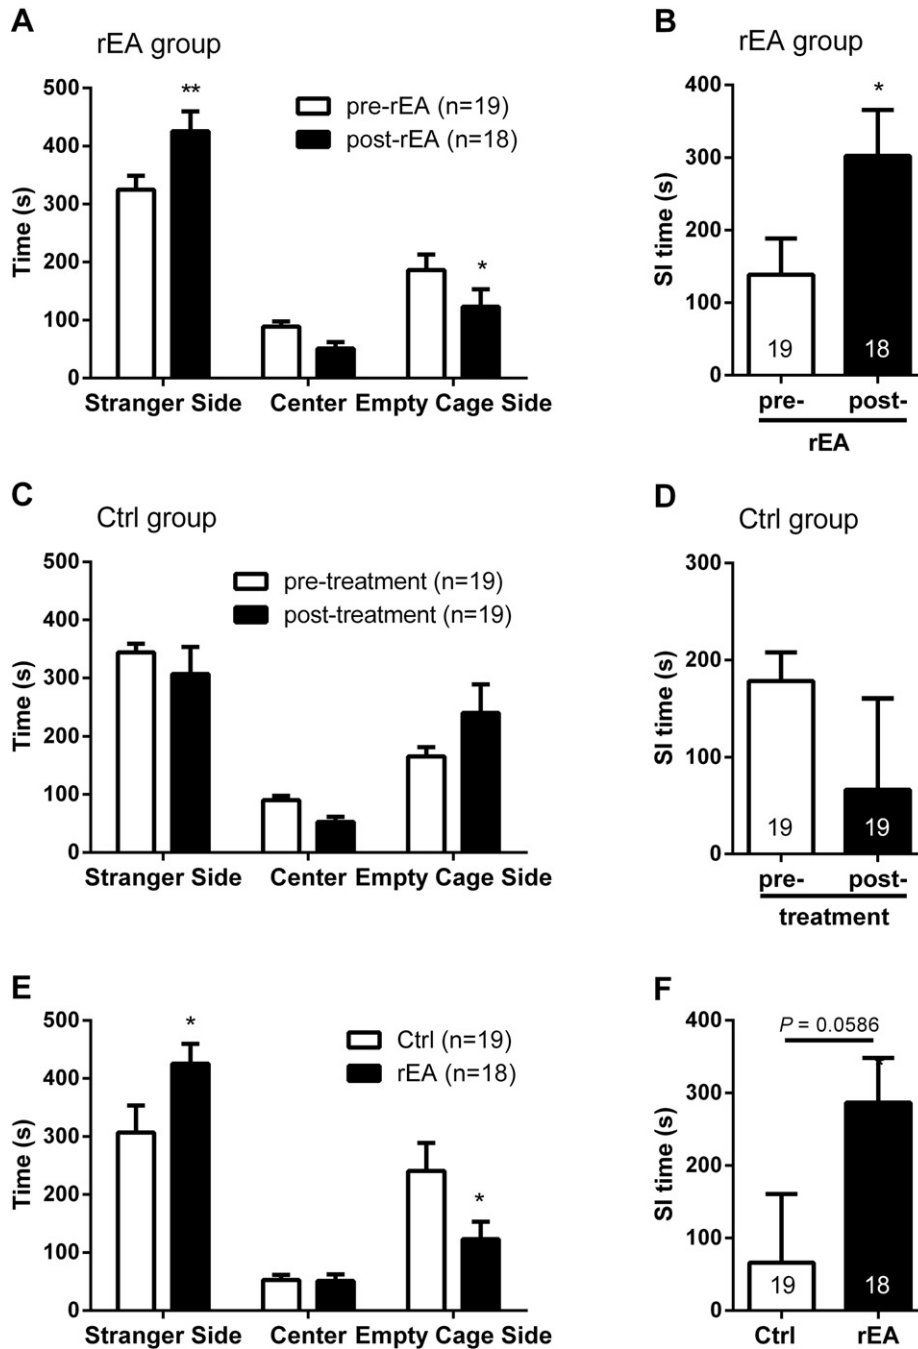 A
rEA group
500
400
300
200
100
0
Time (s)
**
*
pre-rEA (n=19)
post-rEA (n=18)
Stranger Side Center Empty Cage Side
B
rEA group
400
300
200
100
0
SI time (s)
*
19 18
pre- post-
rEA
C
Ctrl group
500
400
300
200
100
0
Time (s)
pre-treatment (n=19)
post-treatment (n=19)
Stranger Side Center Empty Cage Side
D
Ctrl group
300
200
100
0
SI time (s)
19 19
pre- post-
treatment
E
500
400
300
200
100
0
Time (s)
*
*
Ctrl (n=19)
rEA (n=18)
Stranger Side Center Empty Cage Side
F
400
300
200
100
0
SI time (s)
P = 0.0586
19 18
Ctrl rEA